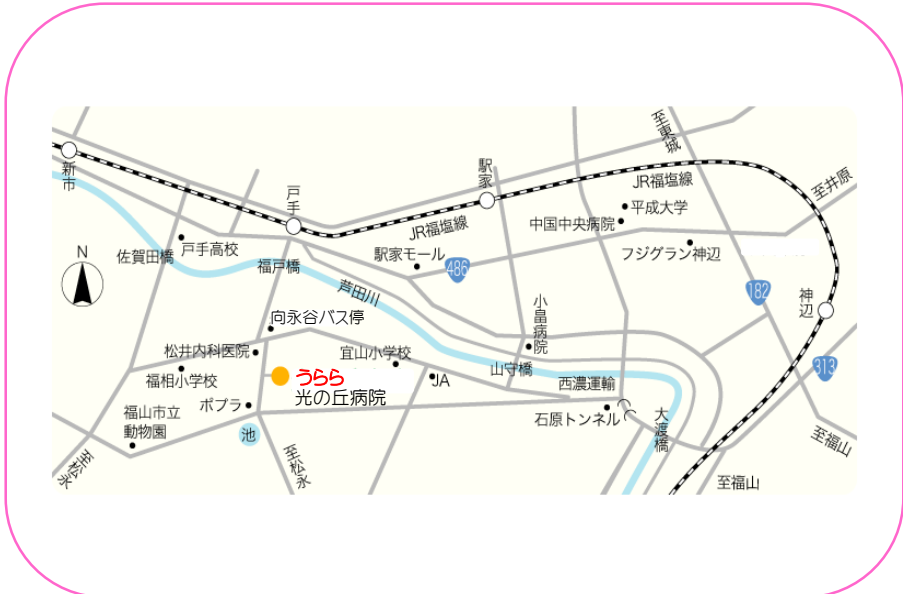 至東城
新市
駅家
戸手
JR福塩線
至井原
平成大学
中国中央病院
JR福塩線
戸手高校
佐賀田橋
駅家モール
フジグラン神辺
N
福戸橋
486
芦田川
182
神辺
小畠病院
向永谷バス停
松井内科医院
宜山小学校
山守橋
313
福相小学校
うらら
JA
西濃運輸
光の丘病院
ポプラ
福山市立
動物園
石原トンネル
大渡橋
池
至福山
至松永
至松永
至福山